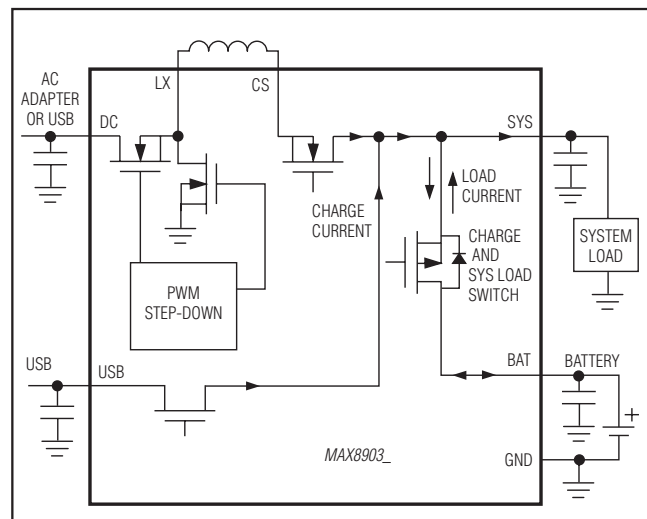 AC
ADAPTER
OR USB
LX
CS
DC
SYS
LOAD
CURRENT
CHARGE
CURRENT
SYSTEM
LOAD
CHARGE
AND
SYS LOAD
SWITCH
PWM
STEP-DOWN
USB
USB
BAT
BATTERY
+
MAX8903_
GND